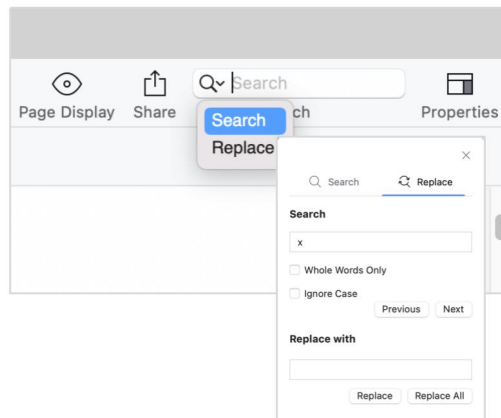 Search
Page Display
Share
ch
Properties
Search
Replace
Search
Replace
Search
x
Whole Words Only
Ignore Case
Previous
Next
Replace with
Replace
Replace All